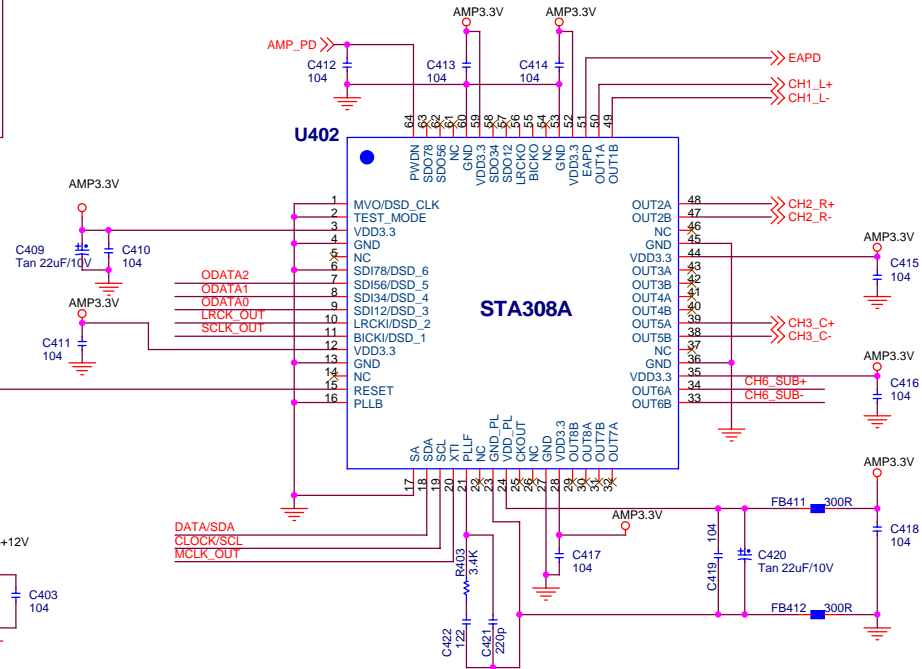 AMP3.3V
AMP3.3V
AMP_PD
EAPD
C412
104
C413
104
C414
104
CH1_L+
CH1_L-
64
63
62
61
60
59
58
57
56
55
54
53
52
51
50
49
U402
PWDN
SDO78
SDO56
NC
GND
VDD3.3
SDO34
SDO12
LRCKO
BICKO
NC
GND
VDD3.3
EAPD
OUT1A
OUT1B
AMP3.3V
C409
Tan 22uF/10V
C410
104
AMP3.3V
C411
104
ODATA2
ODATA1
ODATA0
LRCK_OUT
SCLK_OUT
1 MVO/DSD_CLK
2 TEST_MODE
3 VDD3.3
4 GND
5 NC
6 SDI78/DSD_6
7 SDI56/DSD_5
8 SDI34/DSD_4
9 SDI12/DSD_3
10 LRCKI/DSD_2
11 BICKI/DSD_1
12 VDD3.3
13 GND
14 NC
15 RESET
16 PLLB
STA308A
OUT2A 48 CH2_R+
OUT2B 47 CH2_R-
NC 46
GND 45
VDD3.3 44
OUT3A 43
OUT3B 42
OUT4A 41
OUT4B 40
OUT5A 39 CH3_C+
OUT5B 38 CH3_C-
NC 37
GND 36
VDD3.3 35
OUT6A 34 CH6_SUB+
OUT6B 33 CH6_SUB-
AMP3.3V
C415
104
AMP3.3V
C416
104
SA
SDA
SCL
XTI
PLLF
NC
GND_PL
VDD_PL
CKOUT
NC
GND
VDD3.3
OUT8B
OUT8A
OUT7B
OUT7A
17
18
19
20
21
22
23
24
25
26
27
28
29
30
31
32
DATA/SDA
CLOCK/SCL
MCLK_OUT
+12V
C403
104
R403
3.4K
C422
122
C421
220p
AMP3.3V
C417
104
C419
104
C420
Tan 22uF/10V
FB411
300R
FB412
300R
AMP3.3V
C418
104